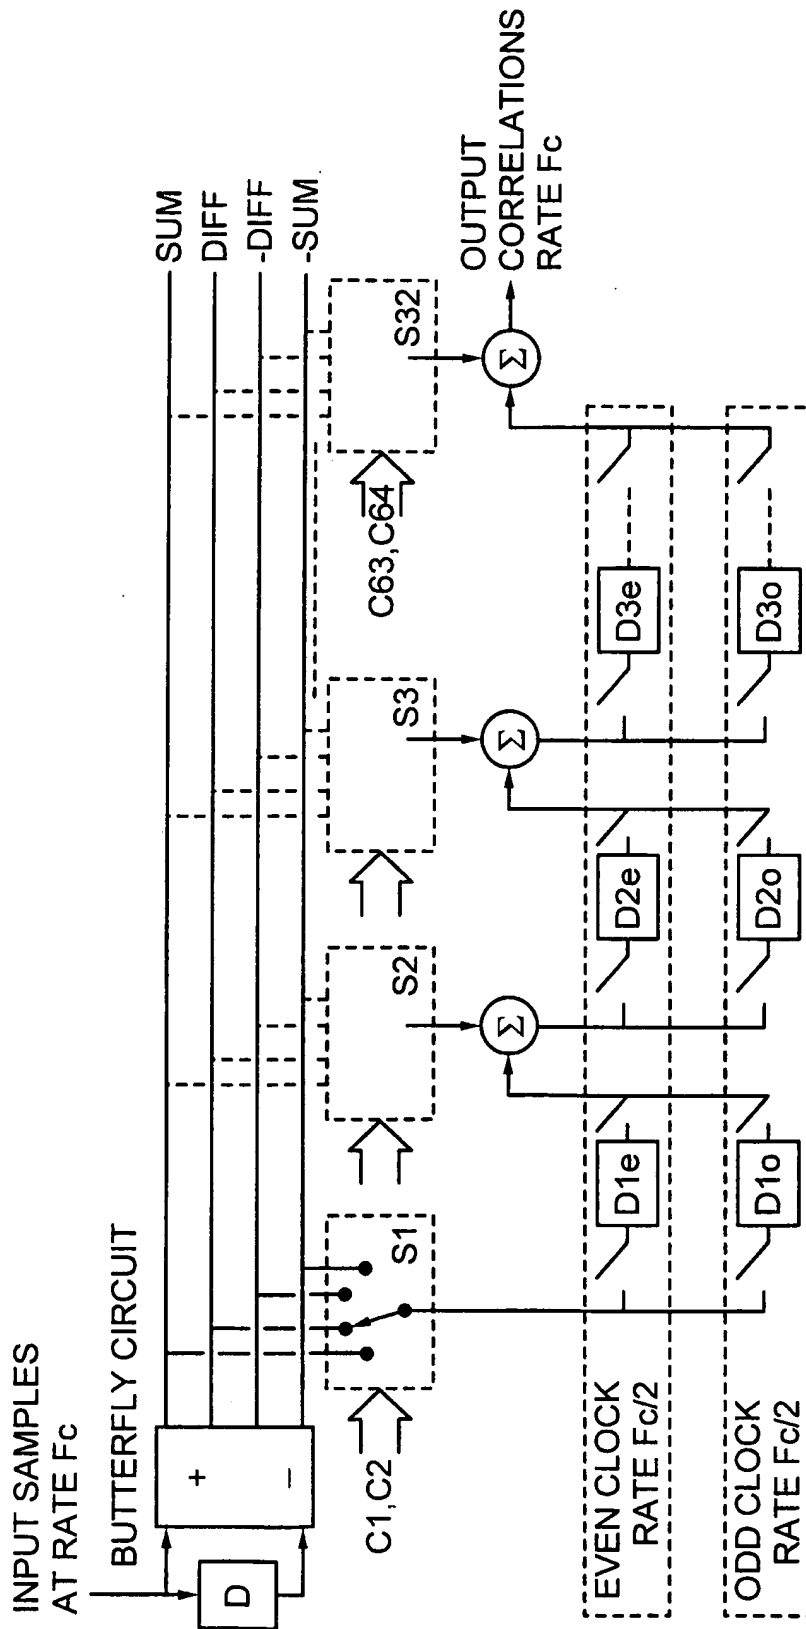 INPUT SAMPLES
AT RATE Fc
BUTTERFLY CIRCUIT
D
+
−
SUM
DIFF
-DIFF
-SUM
C1,C2
S1
S2
S3
C63,C64
S32
Σ
Σ
Σ
OUTPUT
CORRELATIONS
RATE Fc
EVEN CLOCK
RATE Fc/2
D1e
D2e
D3e
ODD CLOCK
RATE Fc/2
D1o
D2o
D3o